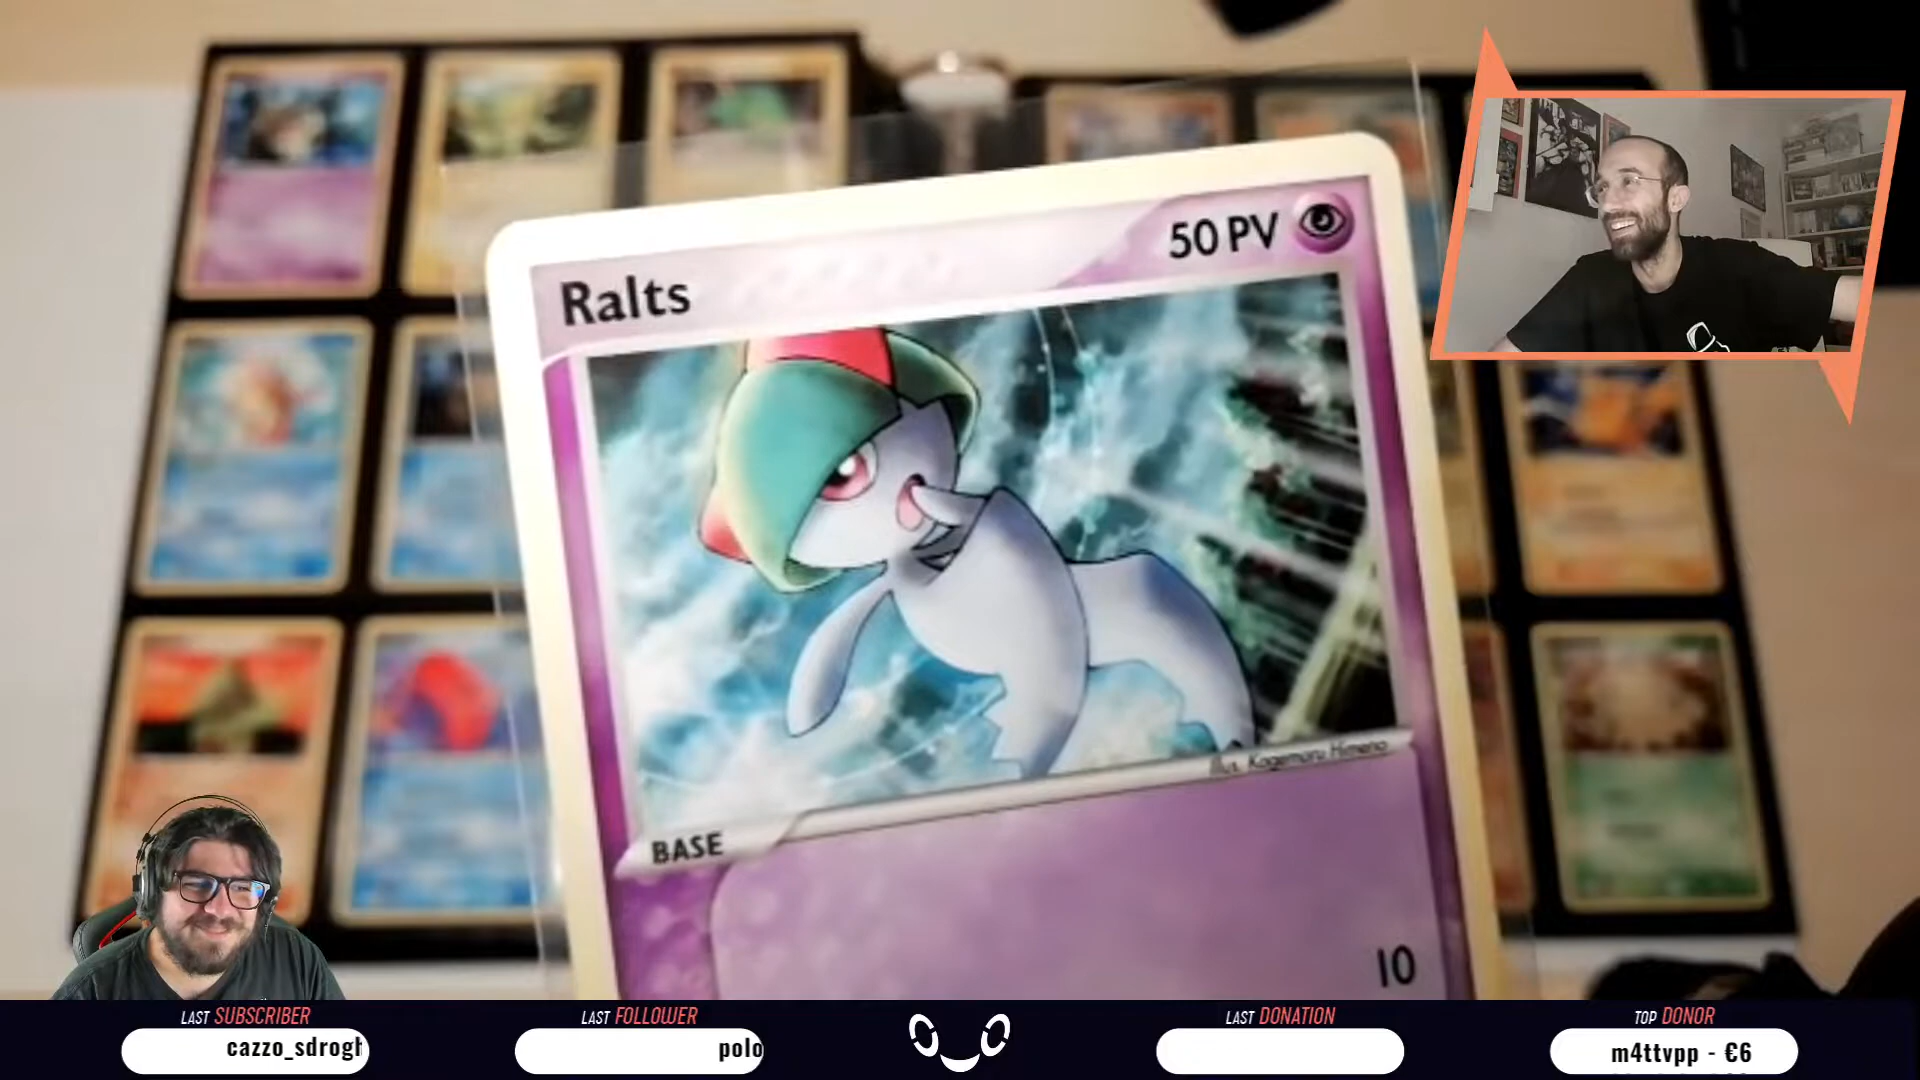 Ralts
50 PV
Illus. Kagemaru Himeno
BASE
10
LAST SUBSCRIBER
cazzo_sdrogh
LAST FOLLOWER
polo
LAST DONATION
TOP DONOR
m4ttvpp - €6